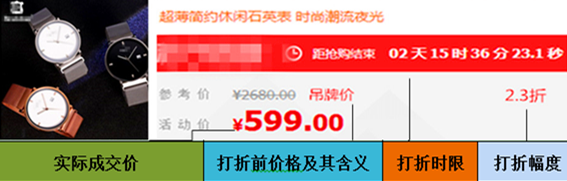 超薄简约休闲石英表 时尚潮流夜光
距抢购结束 02天15时36分23.1秒
参考价 ¥2680.00 吊牌价 2.3折
活动价 ¥599.00
实际成交价 打折前价格及其含义 打折时限 打折幅度